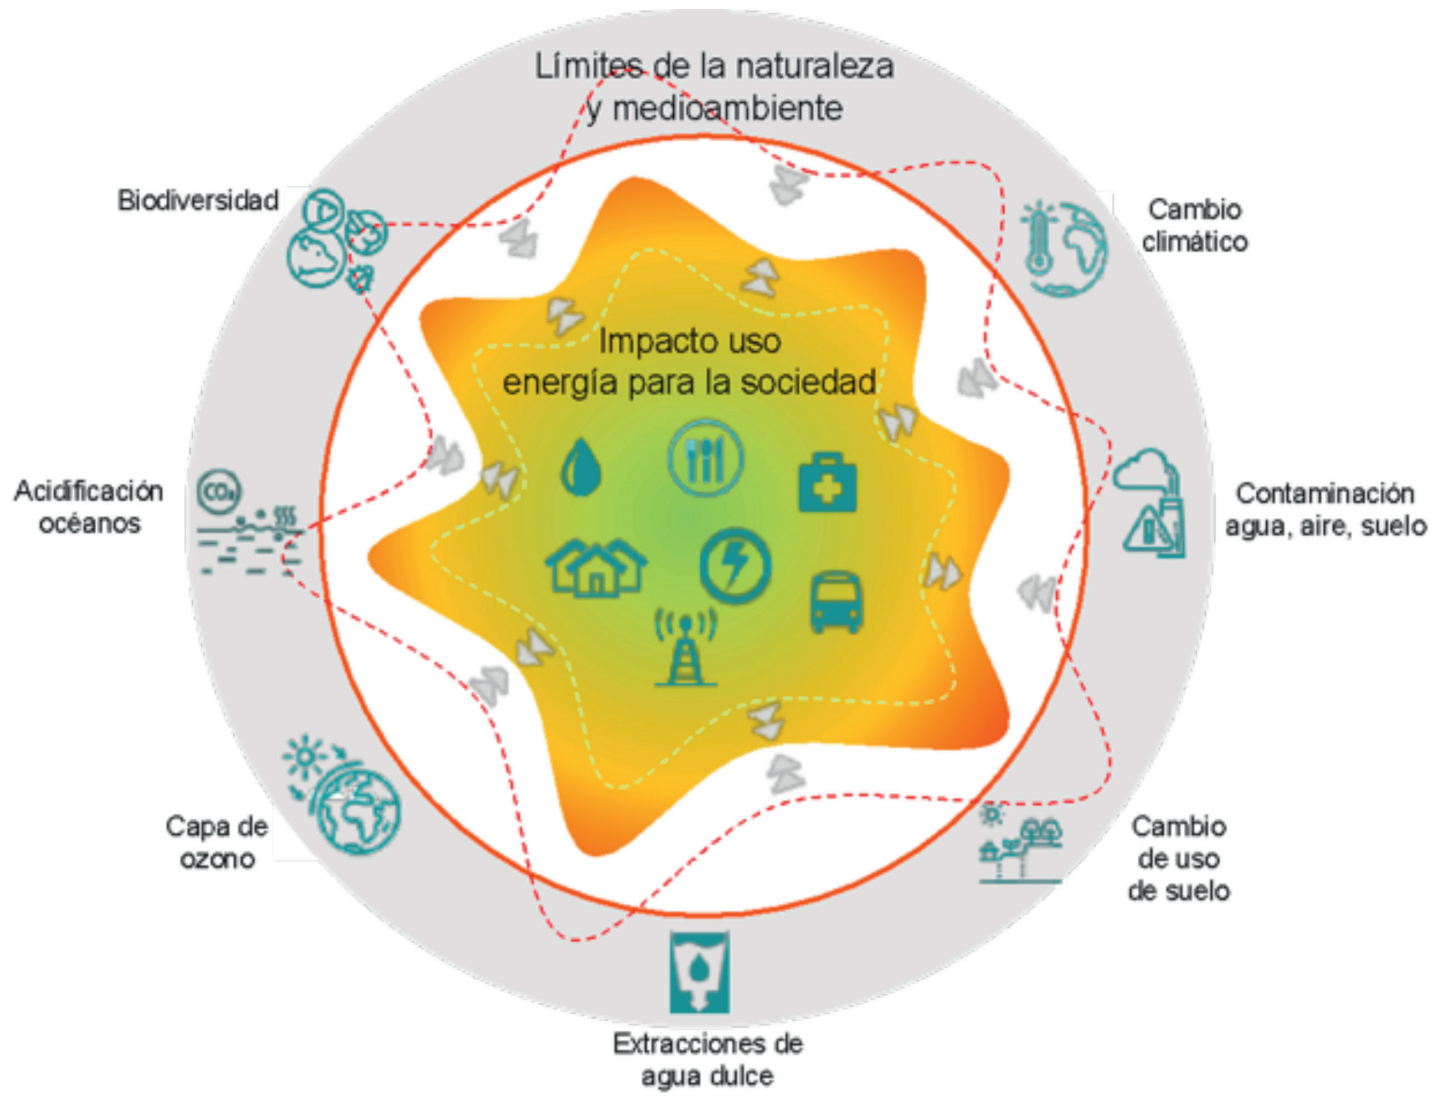 Límites de la naturaleza
y medioambiente
Biodiversidad
Cambio
climático
Impacto uso
energía para la sociedad
Acidificación
océanos
CO₂
Contaminación
agua, aire, suelo
Capa de
ozono
Cambio
de uso
de suelo
Extracciones de
agua dulce